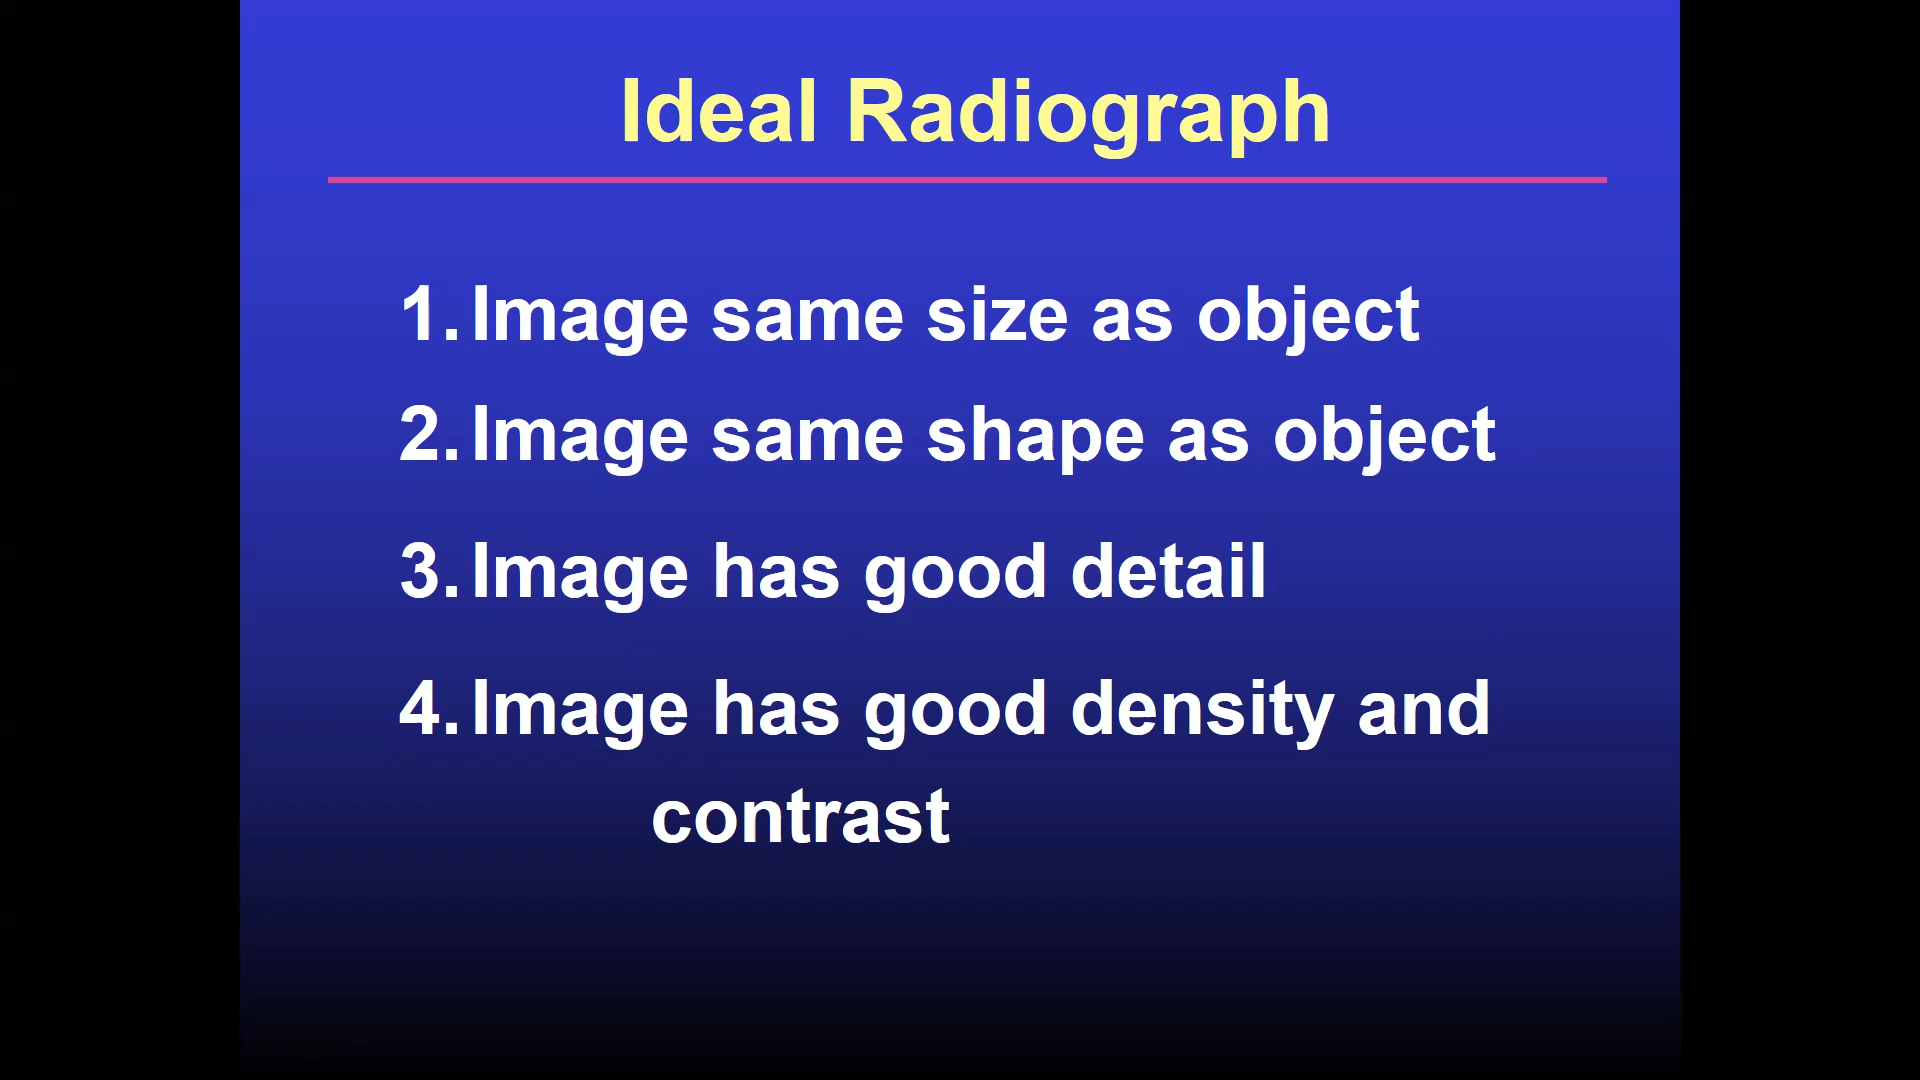 Ideal Radiograph
1. Image same size as object
2. Image same shape as object
3. Image has good detail
4. Image has good density and
contrast